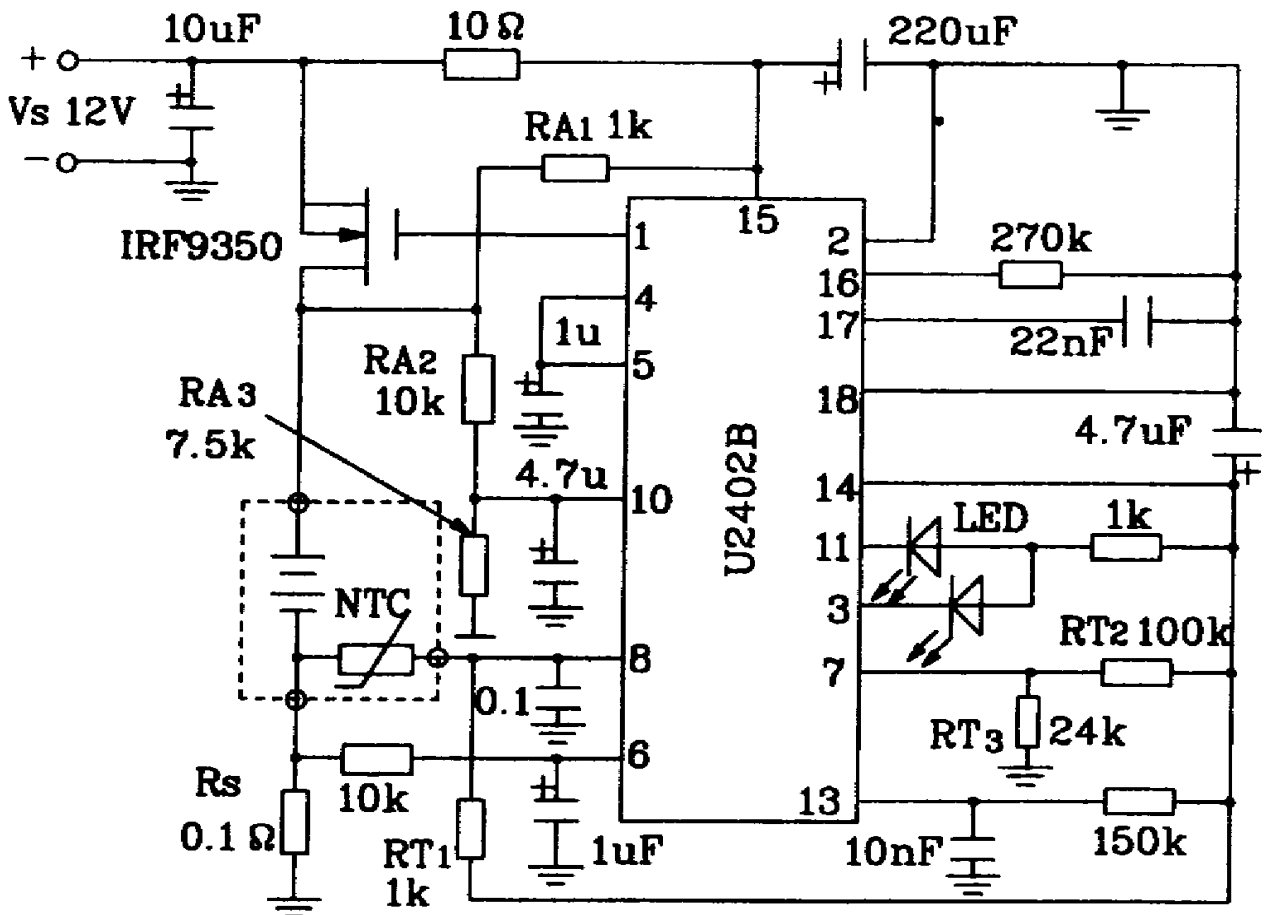 10uF
10Ω
220uF
+
Vs 12V
−
+
+
RA1 1k
15
IRF9350
1
2
270k
16
4
17
1u
22nF
5
RA2
10k
+
RA3
7.5k
18
4.7uF
+
U2402B
4.7u
10
14
LED
1k
11
+
3
NTC
RT2 100k
8
7
0.1
RT3
24k
6
Rs
0.1Ω
10k
+
13
RT1
1k
1uF
10nF
150k